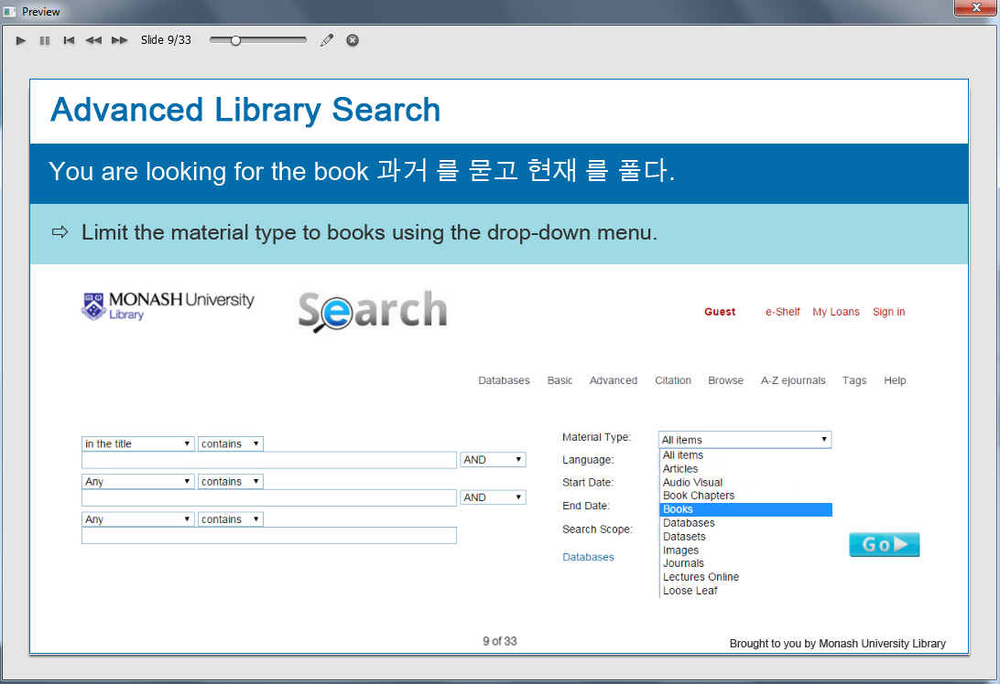 Preview
Slide 9/33
Advanced Library Search
You are looking for the book 과거 를 묻고 현재 를 풀다.
⇨ Limit the material type to books using the drop-down menu.
MONASH University
Library
Search
Guest e-Shelf My Loans Sign in
Databases Basic Advanced Citation Browse A-Z ejournals Tags Help
in the title contains
AND
Any contains
AND
Any contains
Material Type: All items
Language:
Start Date:
End Date:
Search Scope:
Databases
All items
Articles
Audio Visual
Book Chapters
Books
Databases
Datasets
Images
Journals
Lectures Online
Loose Leaf
Go
9 of 33
Brought to you by Monash University Library